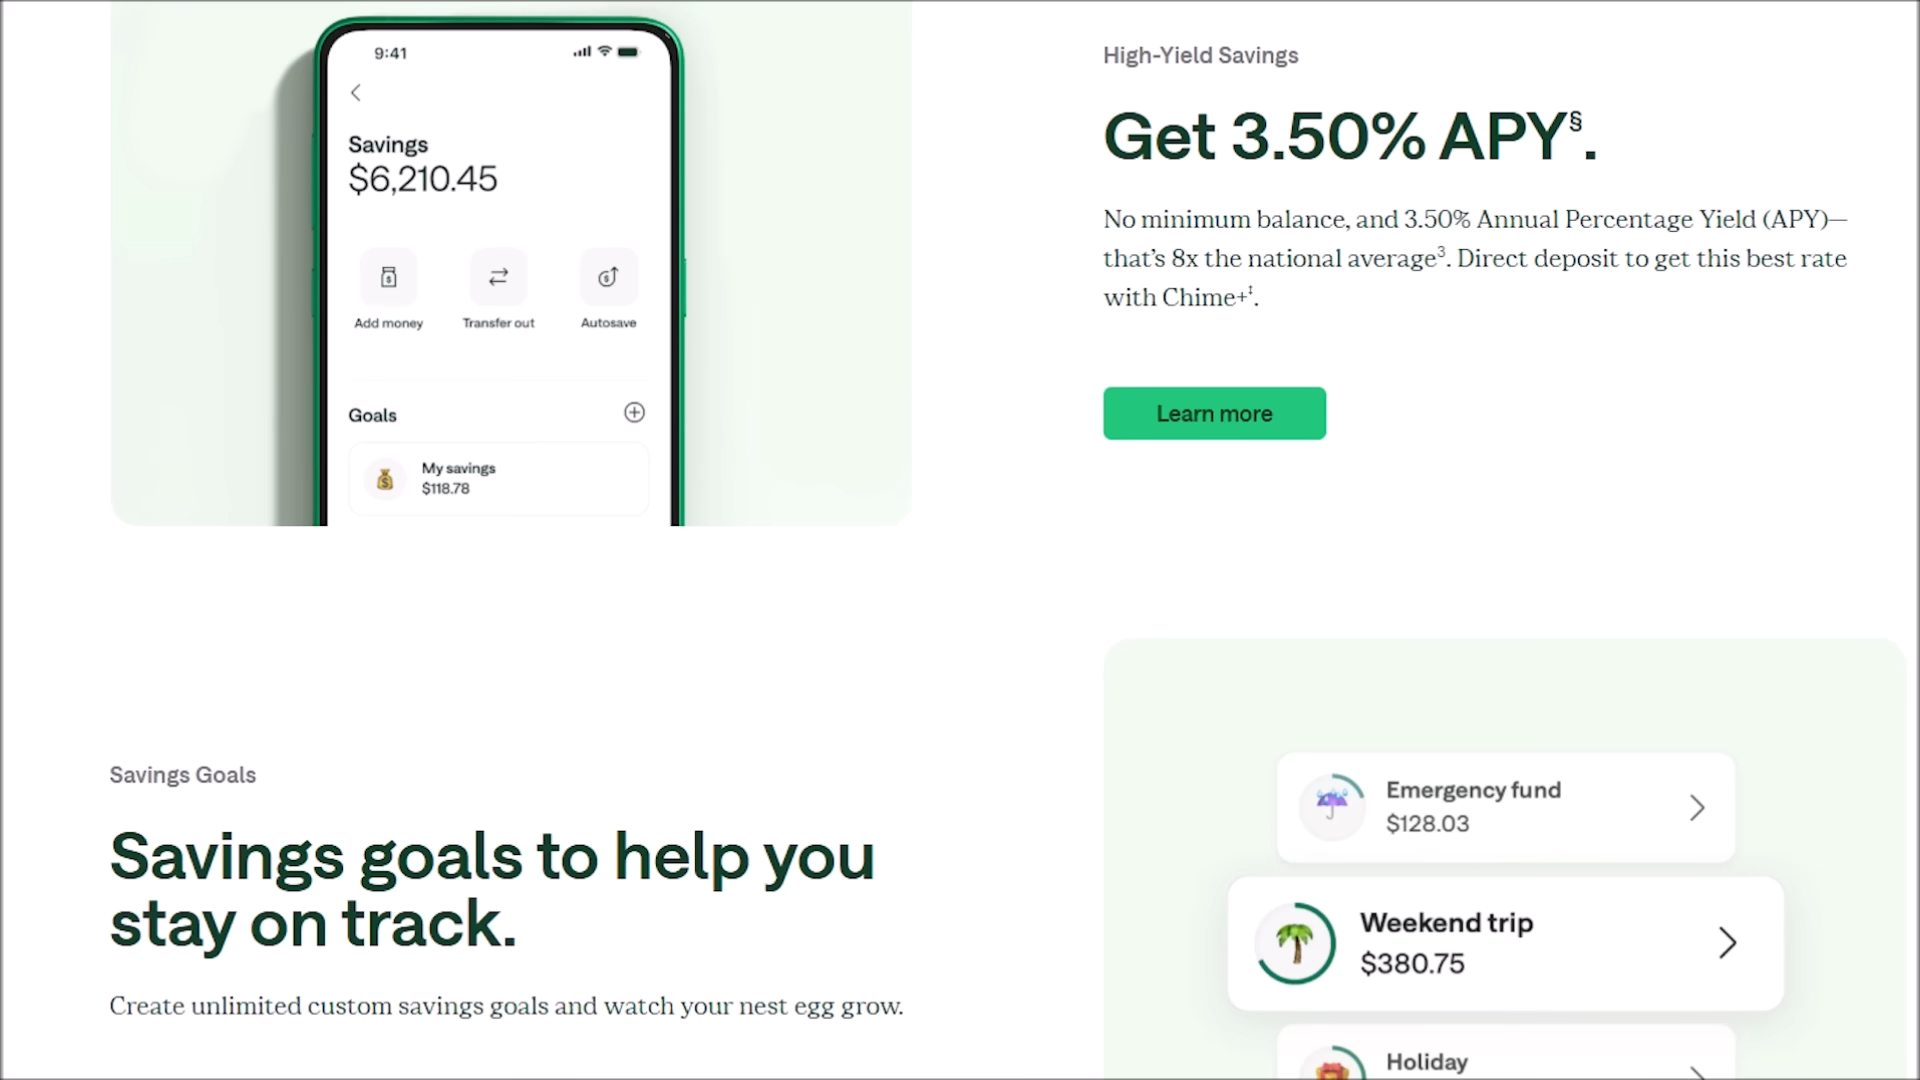 9:41
Savings
$6,210.45
Add money
Transfer out
Autosave
Goals
My savings
$118.78
High-Yield Savings
Get 3.50% APY§.
No minimum balance, and 3.50% Annual Percentage Yield (APY)—
that’s 8x the national average³. Direct deposit to get this best rate
with Chime+‡.
Learn more
Savings Goals
Savings goals to help you
stay on track.
Create unlimited custom savings goals and watch your nest egg grow.
Emergency fund
$128.03
Weekend trip
$380.75
Holiday